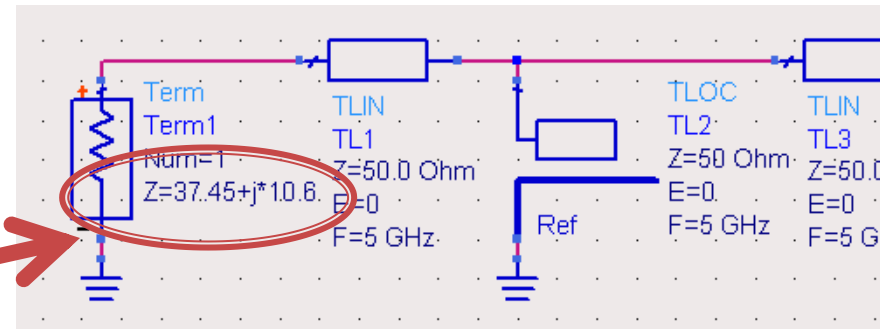 Term
Term1
Num=1
Z=37.45+j*10.6
TLIN
TL1
Z=50.0 Ohm
E=0
F=5 GHz
Ref
TLOC
TL2
Z=50 Ohm
E=0
F=5 GHz
TLIN
TL3
Z=50.0
E=0
F=5 G